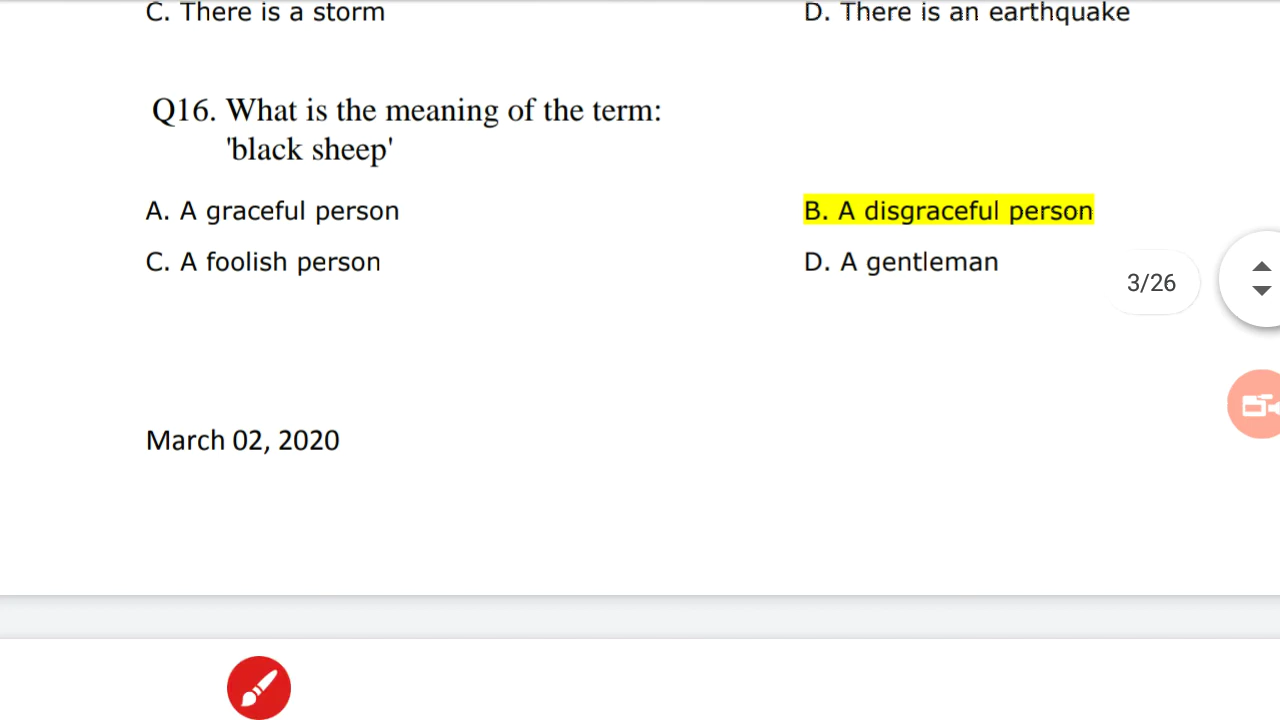 C. There is a storm
D. There is an earthquake
Q16. What is the meaning of the term:
'black sheep'
A. A graceful person
B. A disgraceful person
C. A foolish person
D. A gentleman
3/26
March 02, 2020